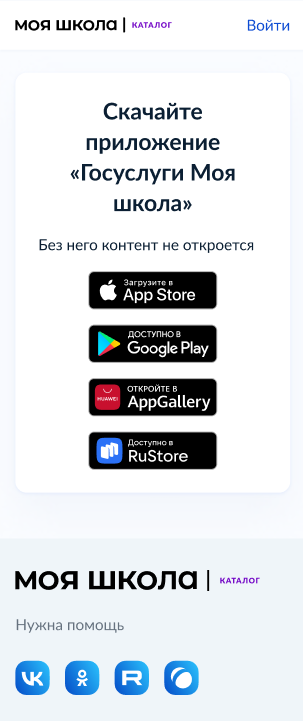 МОЯ ШКОЛА | КАТАЛОГ
Войти
Скачайте
приложение
«Госуслуги Моя
школа»
Без него контент не откроется
Загрузите в
App Store
ДОСТУПНО В
Google Play
HUAWEI
ОТКРОЙТЕ В
AppGallery
Доступно в
RuStore
МОЯ ШКОЛА | КАТАЛОГ
Нужна помощь